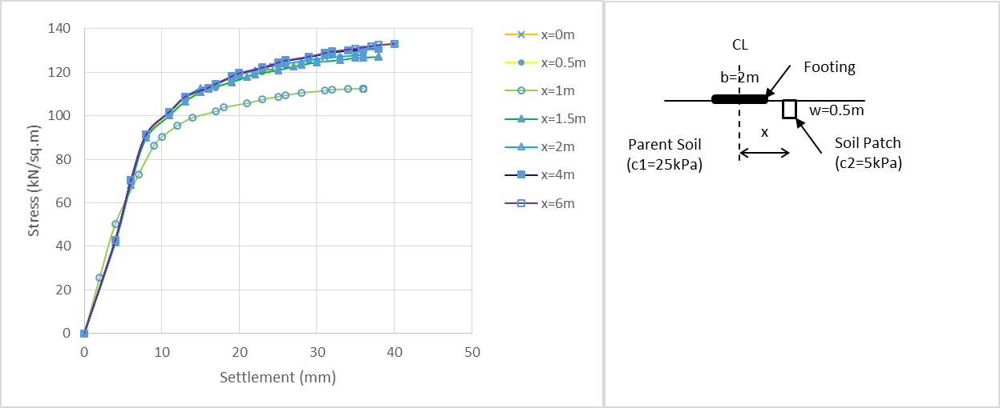 140
120
100
80
60
40
20
0
0 10 20 30 40 50
Stress (kN/sq.m)
Settlement (mm)
x=0m
x=0.5m
x=1m
x=1.5m
x=2m
x=4m
x=6m
CL
b=2m
Footing
w=0.5m
x
Parent Soil
(c1=25kPa)
Soil Patch
(c2=5kPa)